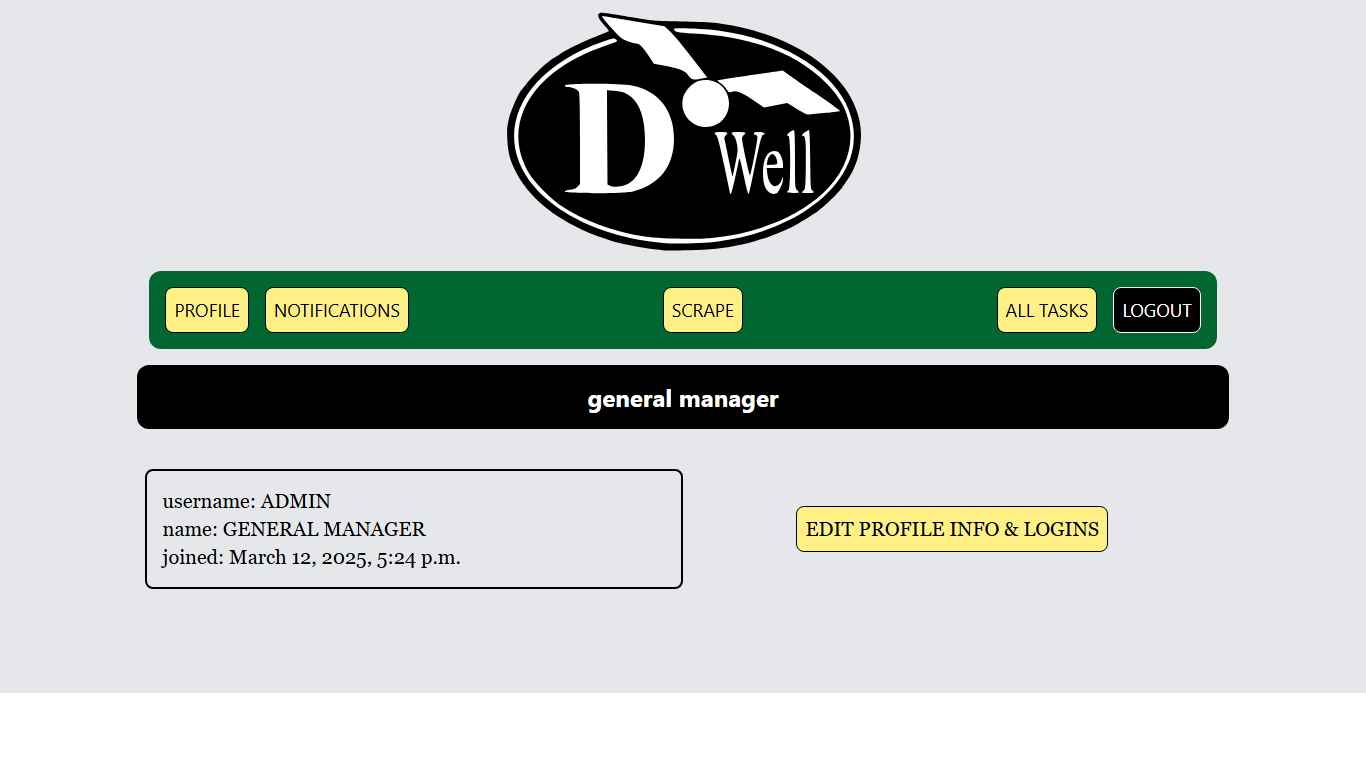 D Well
PROFILE NOTIFICATIONS SCRAPE ALL TASKS LOGOUT
general manager
username: ADMIN
name: GENERAL MANAGER
joined: March 12, 2025, 5:24 p.m.
EDIT PROFILE INFO & LOGINS